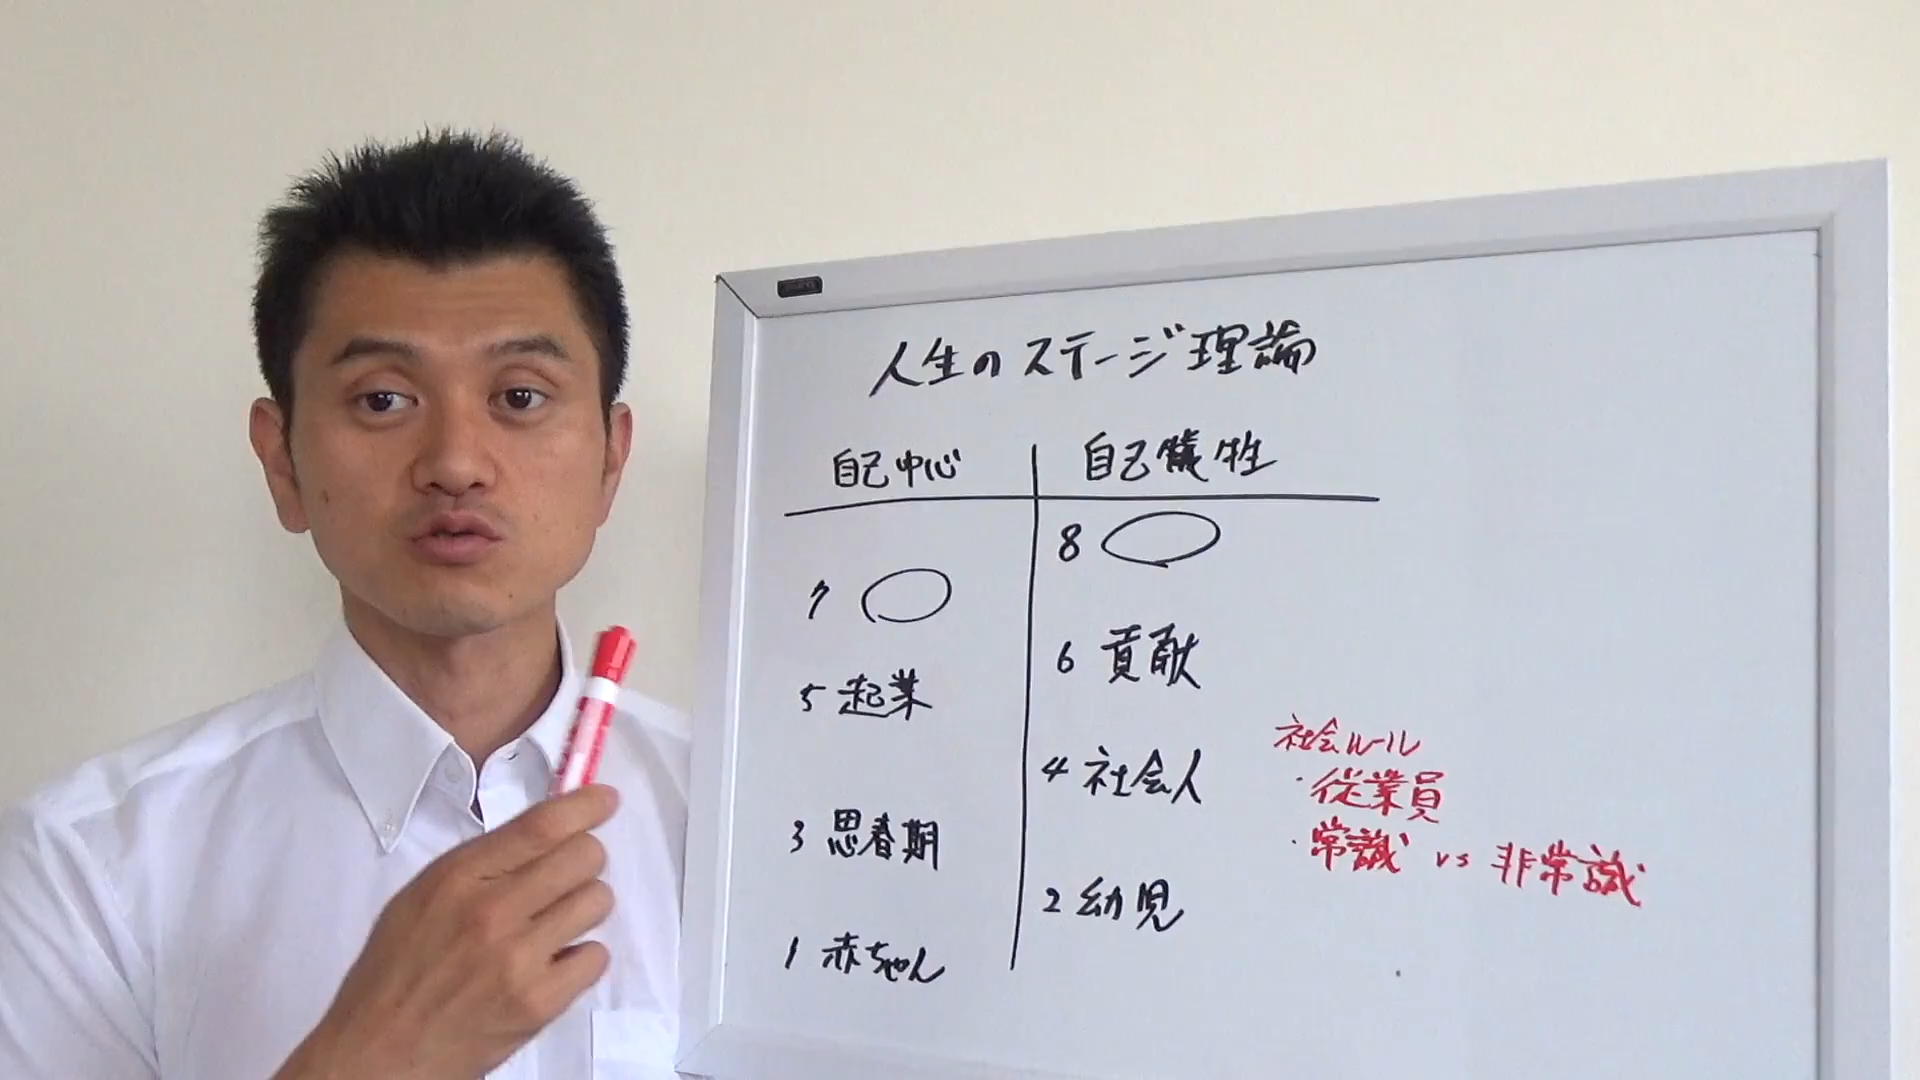 人生のステージ理論
自己中心
自己犠牲
8
7
6 貢献
5 起業
社会ルール
4 社会人
・従業員
3 思春期
・常識 vs 非常識
2 幼児
1 赤ちゃん